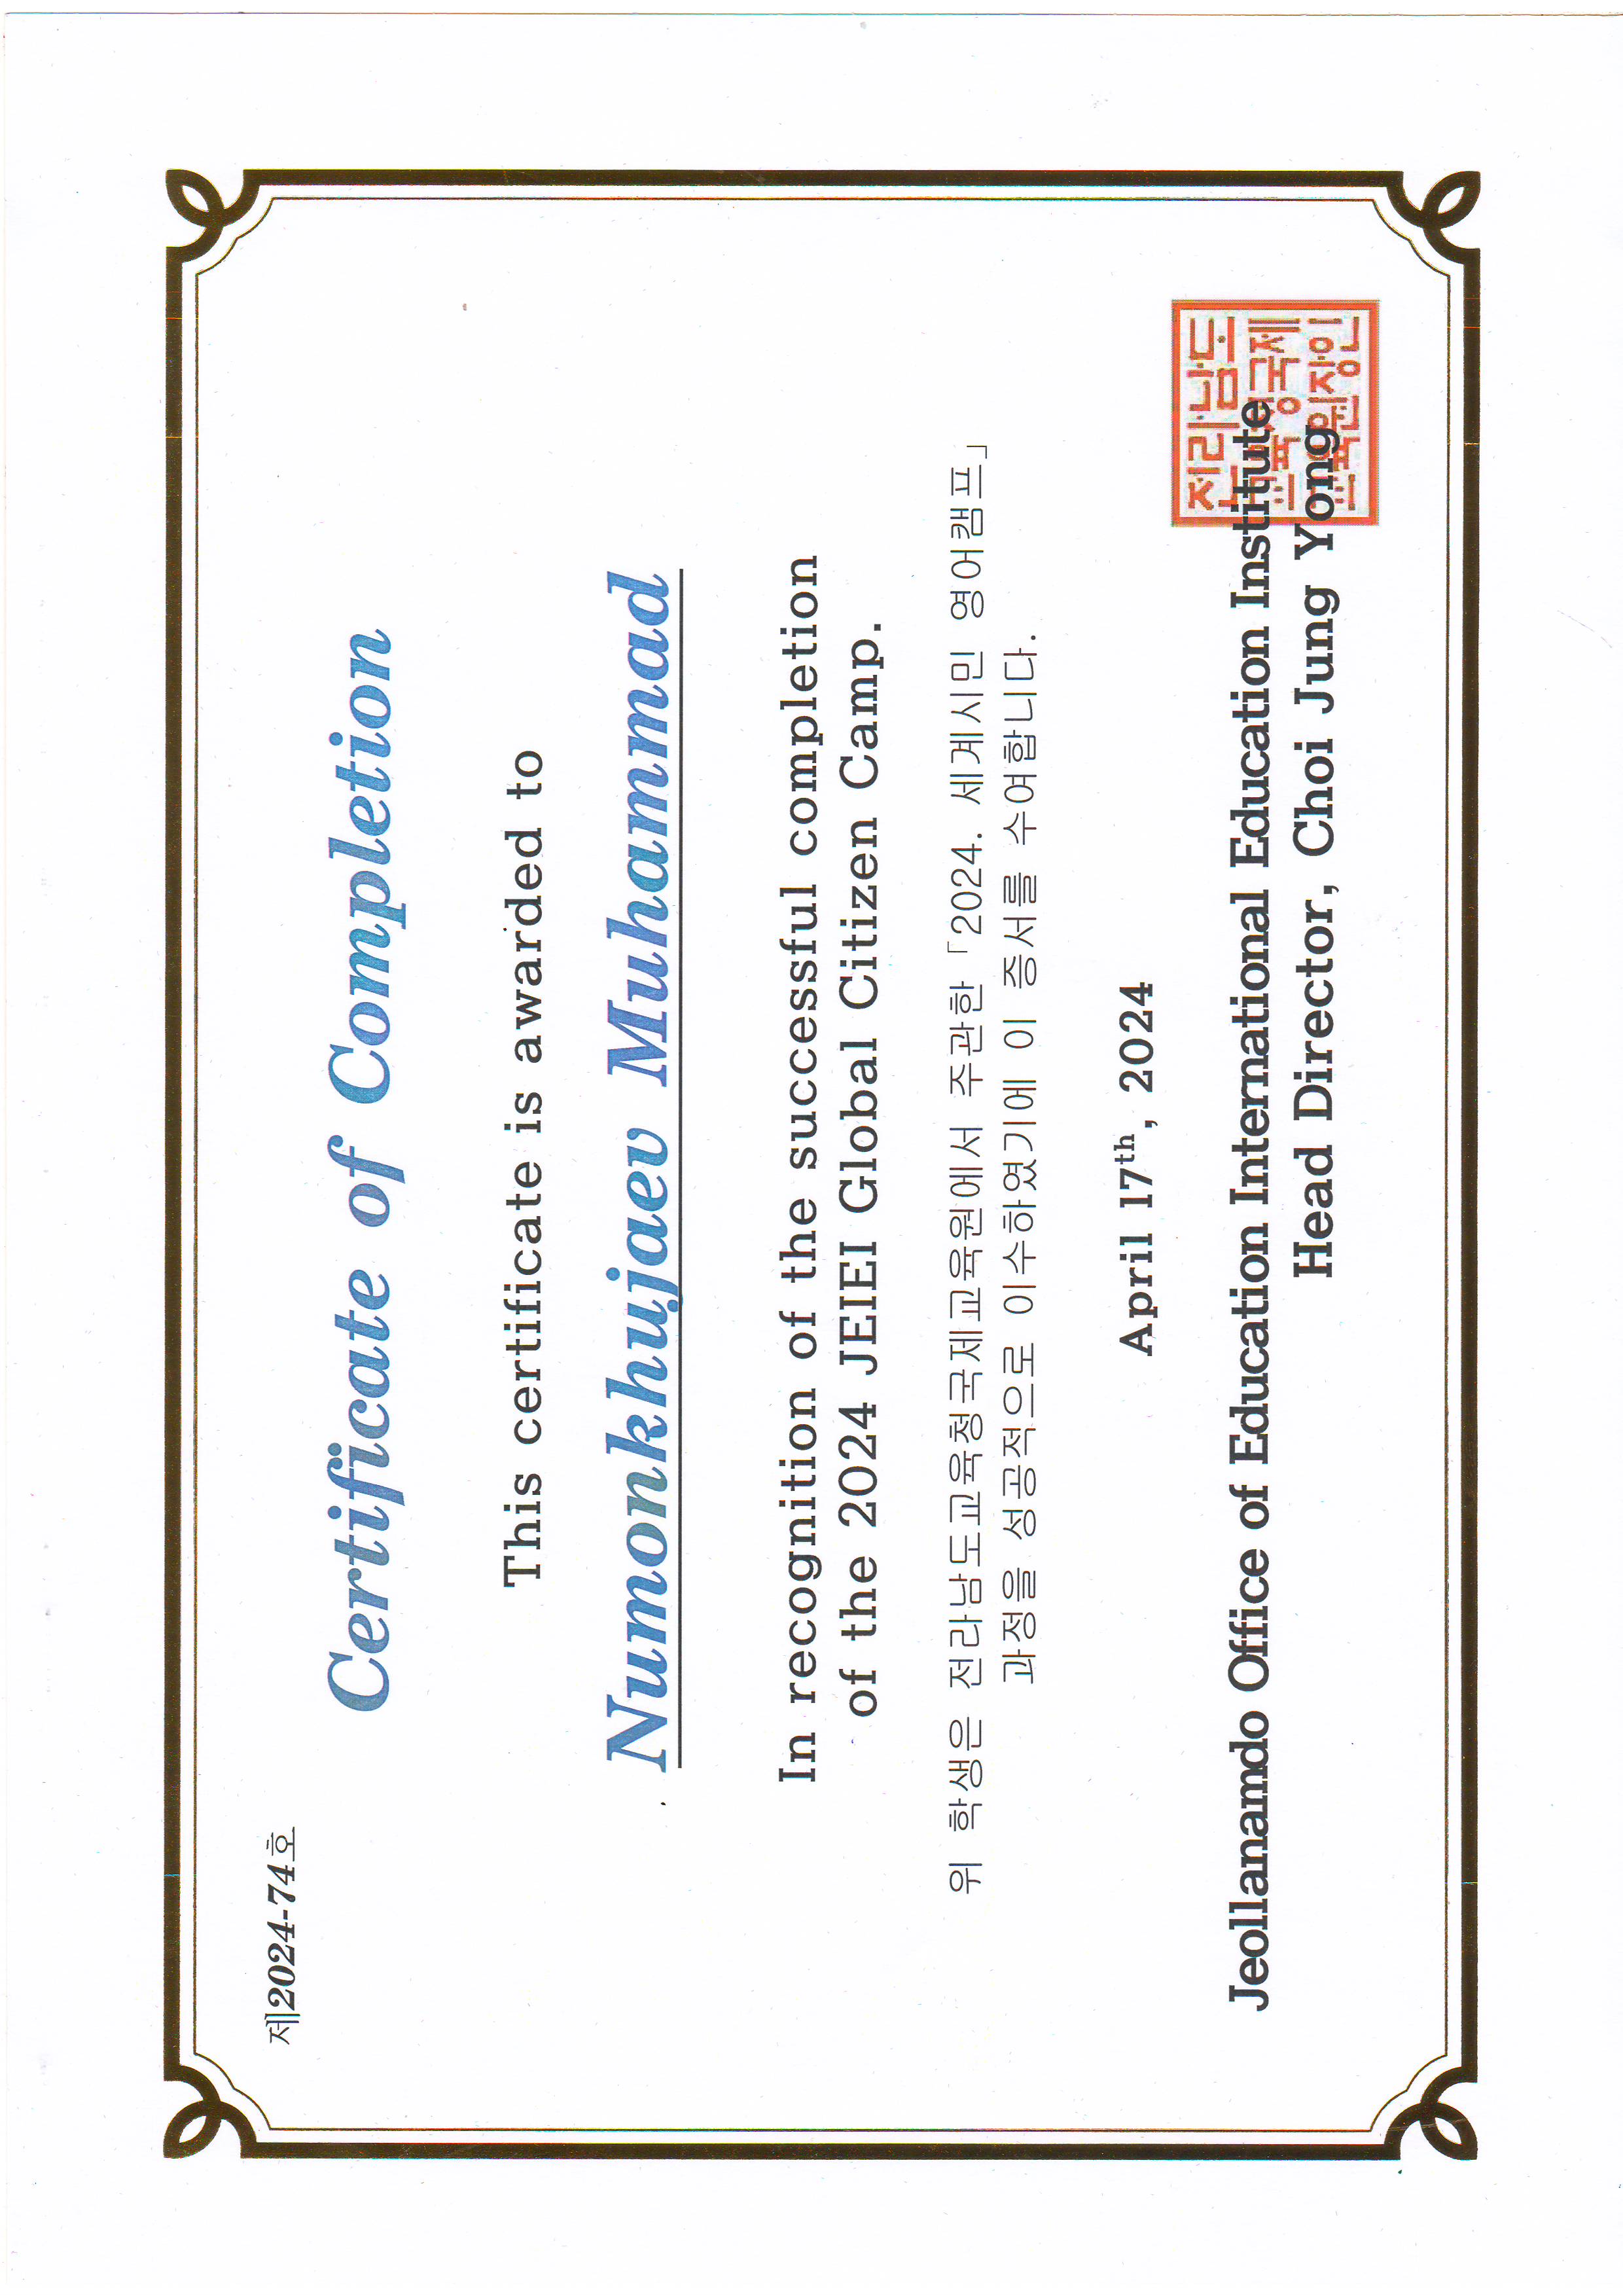 제2024-74호
Certificate of Completion
This certificate is awarded to
Numonkhujaev Muhammad
In recognition of the successful completion
of the 2024 JEIEI Global Citizen Camp.
위 학생은 전라남도교육청국제교육원에서 주관한「2024. 세계시민 영어캠프」
과정을 성공적으로 이수하였기에 이 증서를 수여합니다.
April 17th, 2024
Jeollanamdo Office of Education International Education Institute
Head Director, Choi Jung Yong
전라남도
교육청국제
교육원장인